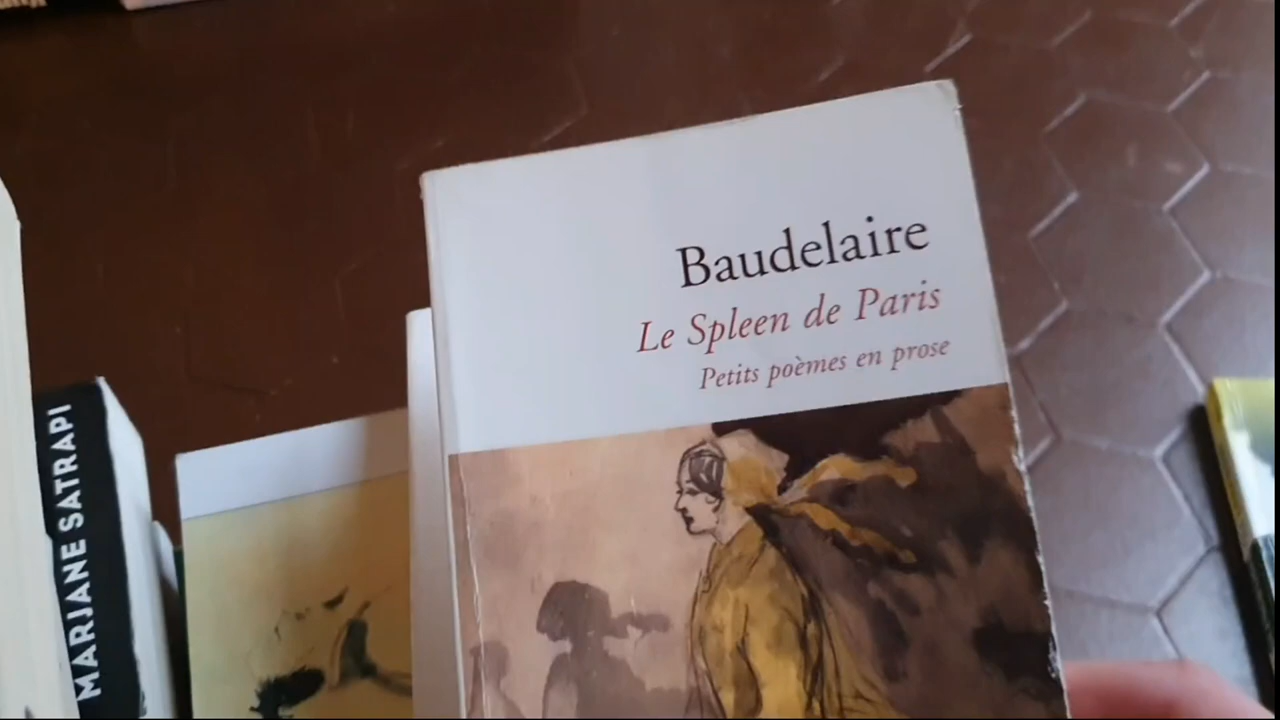 Baudelaire
Le Spleen de Paris
Petits poèmes en prose
MARJANE SATRAPI